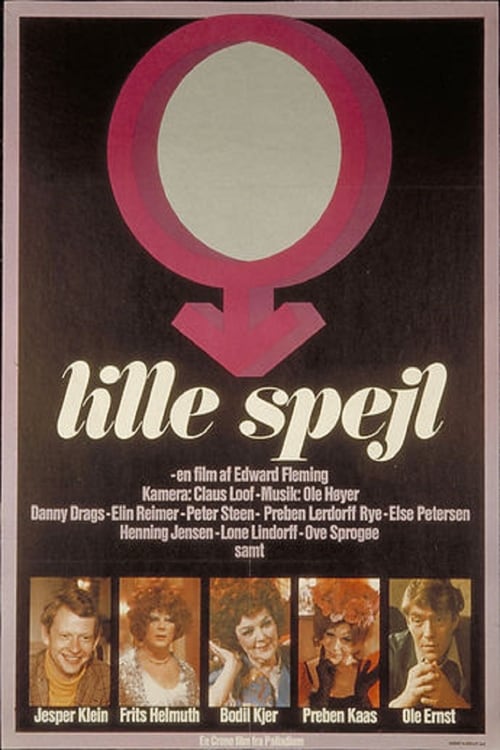 lille spejl
-en film af Edward Fleming
Kamera: Claus Loof-Musik: Ole Høyer
Danny Drags-Elin Reimer-Peter Steen-Preben Lerdorff Rye-Else Petersen
Henning Jensen-Lone Lindorff-Ove Sprogøe
samt
Jesper Klein Frits Helmuth Bodil Kjer Preben Kaas Ole Ernst
En Crone film fra Palladium